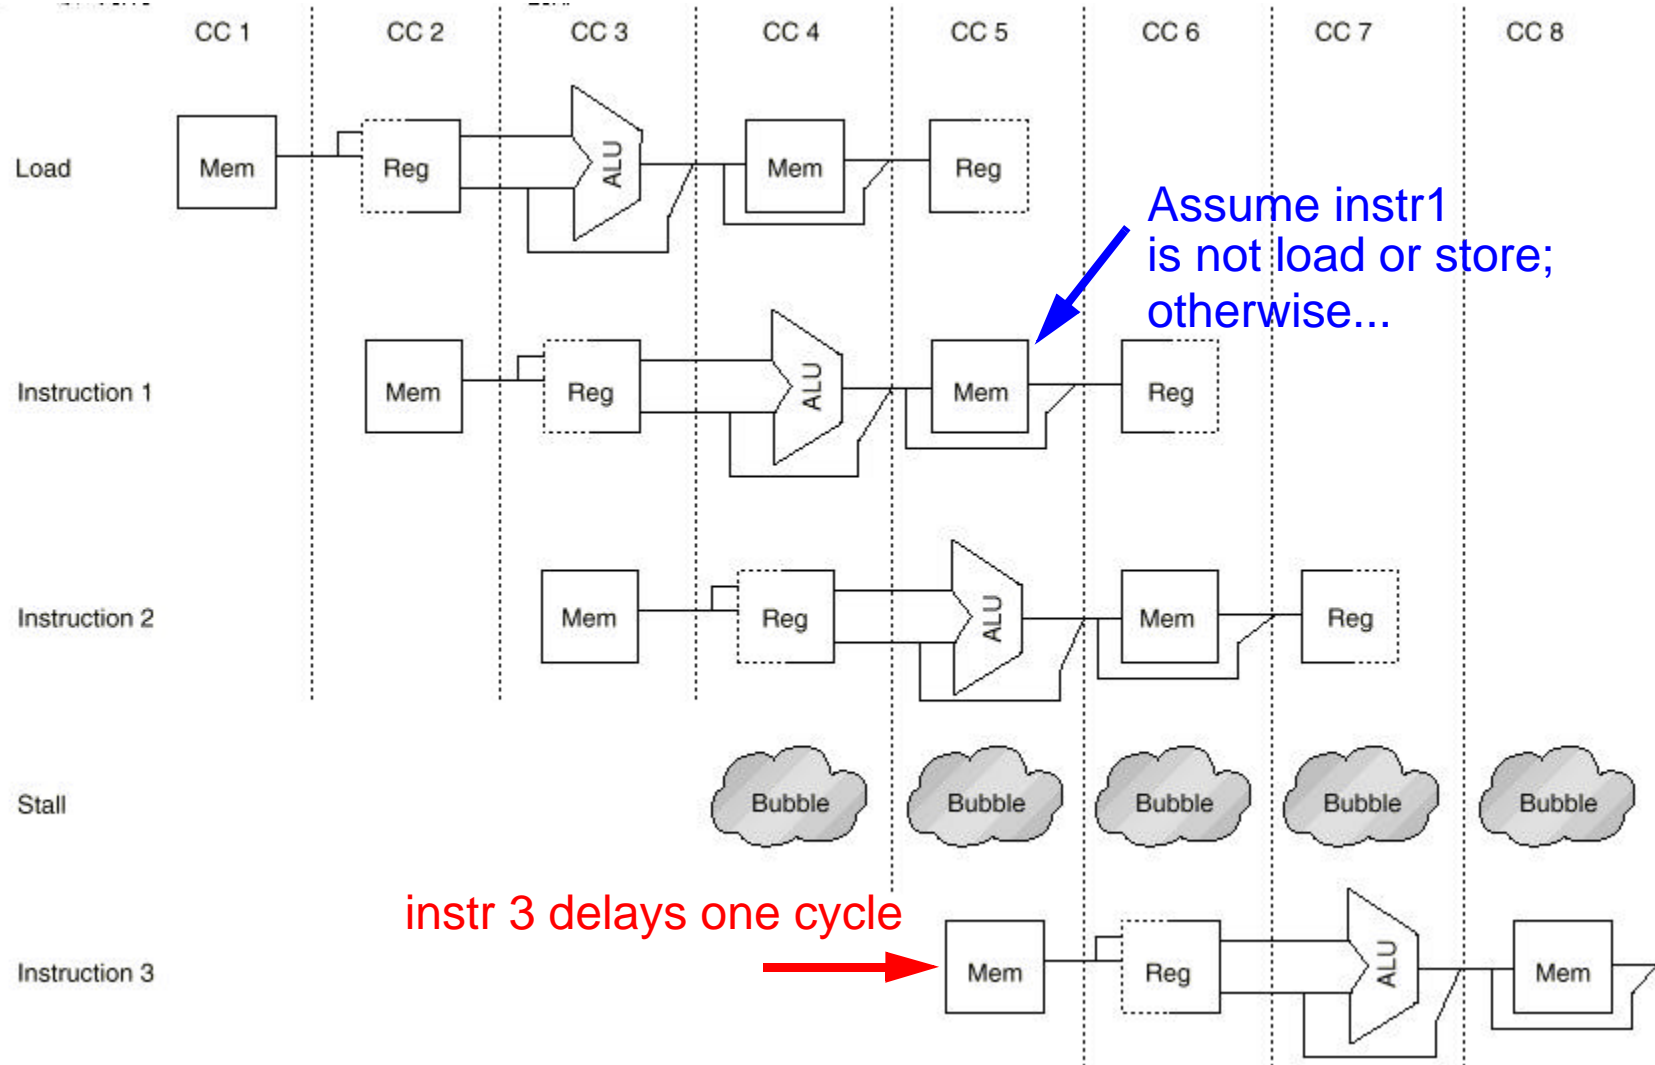 CC 1 CC 2 CC 3 CC 4 CC 5 CC 6 CC 7 CC 8
Load Mem Reg ALU Mem Reg
Assume instr1
is not load or store;
otherwise...
Instruction 1 Mem Reg ALU Mem Reg
Instruction 2 Mem Reg ALU Mem Reg
Stall Bubble Bubble Bubble Bubble Bubble
instr 3 delays one cycle
Instruction 3 Mem Reg ALU Mem